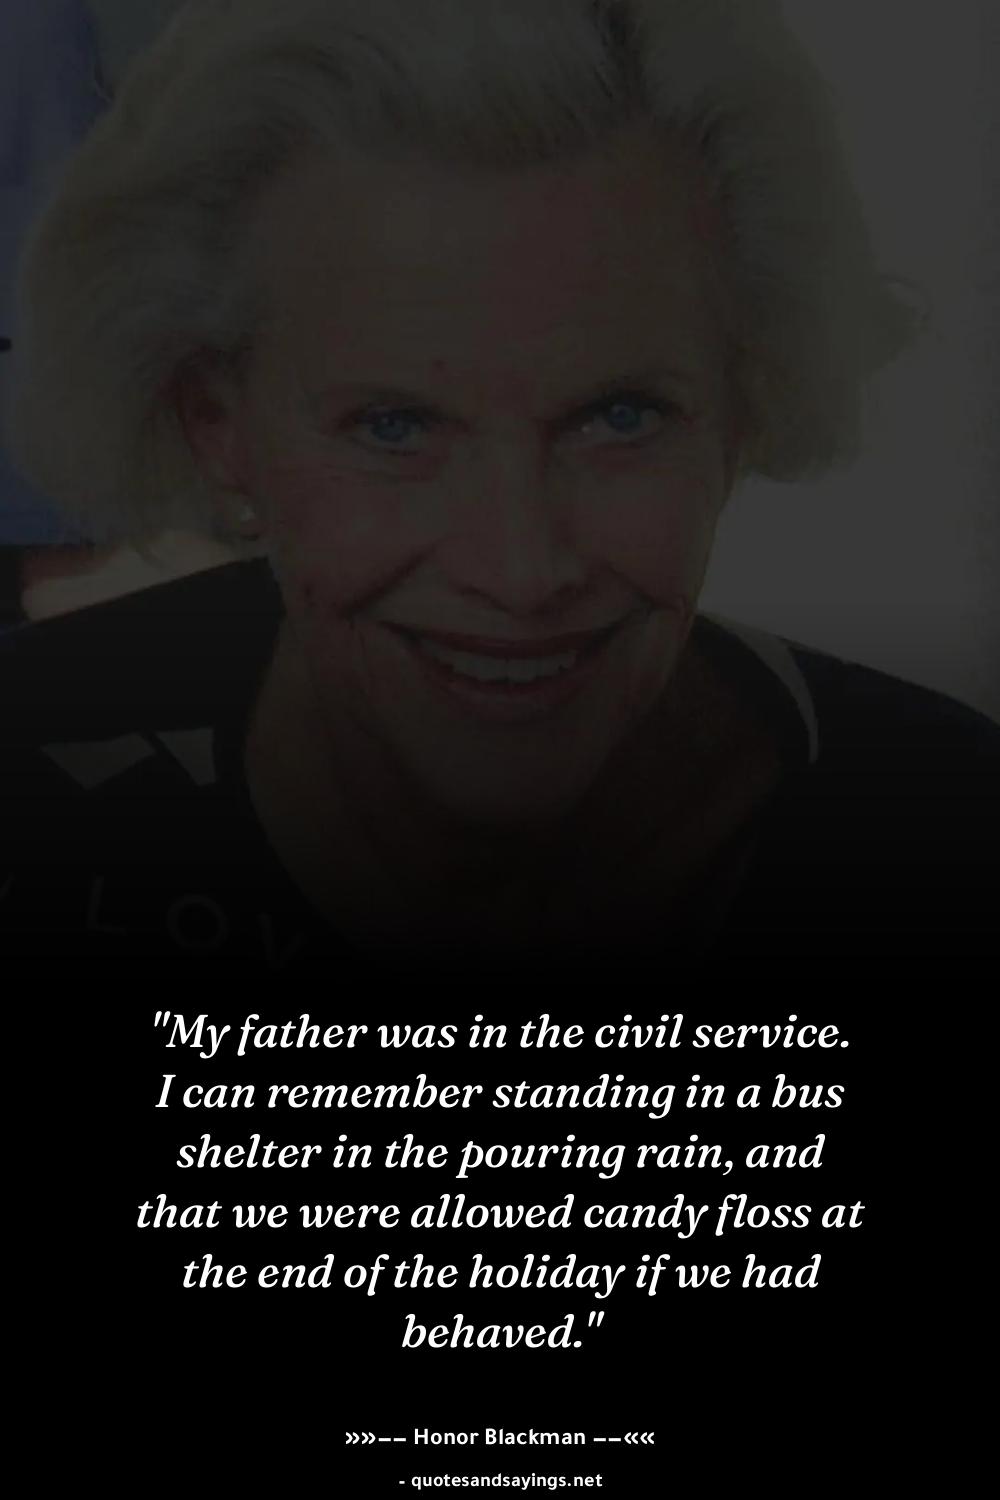 LOV
"My father was in the civil service.
I can remember standing in a bus
shelter in the pouring rain, and
that we were allowed candy floss at
the end of the holiday if we had
behaved."
»»—— Honor Blackman ——««
- quotesandsayings.net